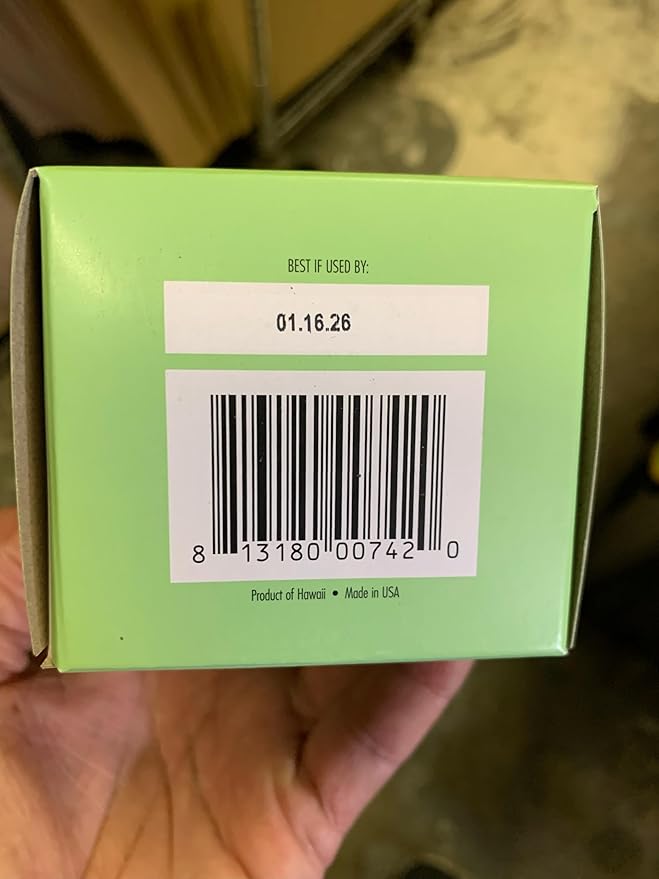 BEST IF USED BY:
01.16.26
8 13180 00742 0
Product of Hawaii • Made in USA